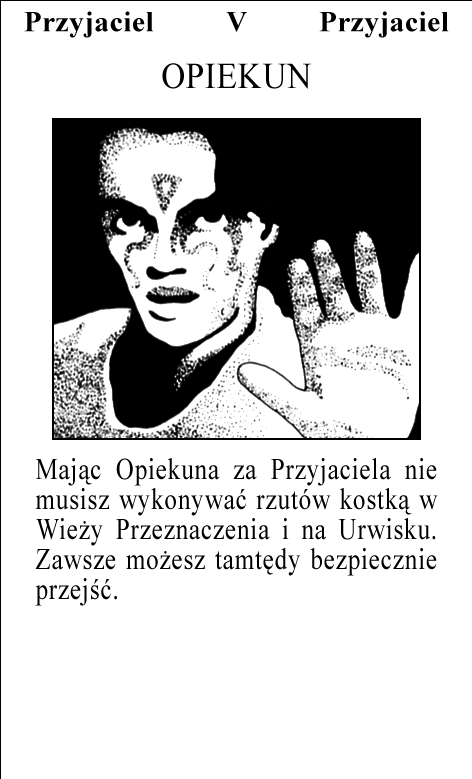 Przyjaciel V Przyjaciel
OPIEKUN
Mając Opiekuna za Przyjaciela nie
musisz wykonywać rzutów kostką w
Wieży Przeznaczenia i na Urwisku.
Zawsze możesz tamtędy bezpiecznie
przejść.